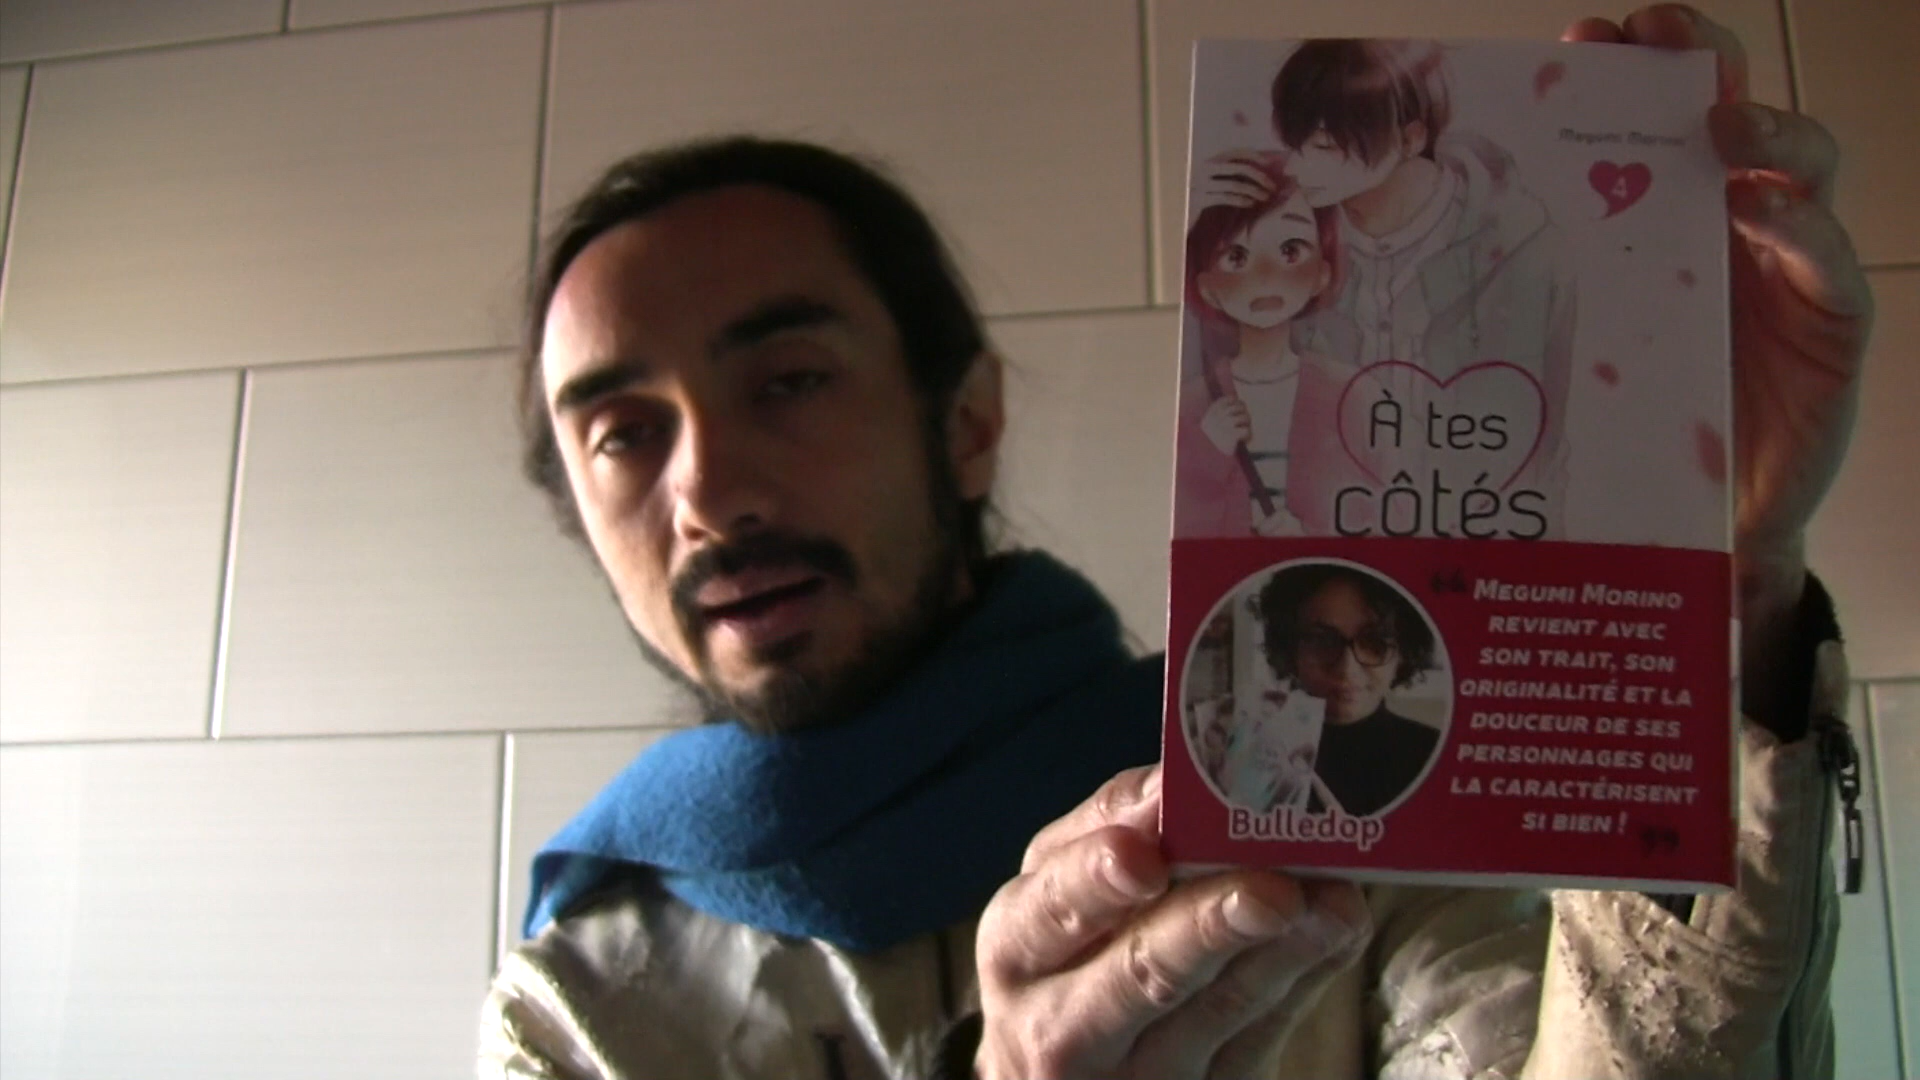 Megumi Morino
4
À tes
côtés
“ MEGUMI MORINO
REVIENT AVEC
SON TRAIT, SON
ORIGINALITÉ ET LA
DOUCEUR DE SES
PERSONNAGES QUI
LA CARACTÉRISENT
SI BIEN ! ”
Bulledop